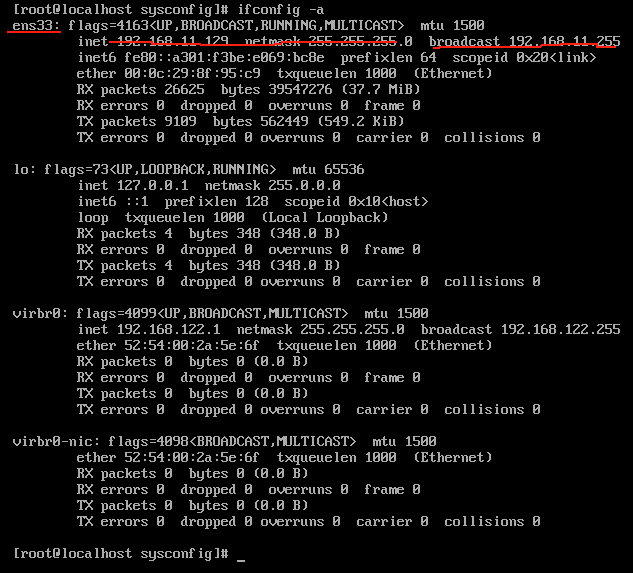 [root@localhost sysconfig]# ifconfig -a
ens33: flags=4163<UP,BROADCAST,RUNNING,MULTICAST>  mtu 1500
        inet 192.168.11.129  netmask 255.255.255.0  broadcast 192.168.11.255
        inet6 fe80::a301:f3be:e069:bc8e  prefixlen 64  scopeid 0x20<link>
        ether 00:0c:29:8f:95:c9  txqueuelen 1000  (Ethernet)
        RX packets 26625  bytes 39547276 (37.7 MiB)
        RX errors 0  dropped 0  overruns 0  frame 0
        TX packets 9109  bytes 562449 (549.2 KiB)
        TX errors 0  dropped 0 overruns 0  carrier 0  collisions 0
lo: flags=73<UP,LOOPBACK,RUNNING>  mtu 65536
        inet 127.0.0.1  netmask 255.0.0.0
        inet6 ::1  prefixlen 128  scopeid 0x10<host>
        loop  txqueuelen 1000  (Local Loopback)
        RX packets 4  bytes 348 (348.0 B)
        RX errors 0  dropped 0  overruns 0  frame 0
        TX packets 4  bytes 348 (348.0 B)
        TX errors 0  dropped 0 overruns 0  carrier 0  collisions 0
virbr0: flags=4099<UP,BROADCAST,MULTICAST>  mtu 1500
        inet 192.168.122.1  netmask 255.255.255.0  broadcast 192.168.122.255
        ether 52:54:00:2a:5e:6f  txqueuelen 1000  (Ethernet)
        RX packets 0  bytes 0 (0.0 B)
        RX errors 0  dropped 0  overruns 0  frame 0
        TX packets 0  bytes 0 (0.0 B)
        TX errors 0  dropped 0 overruns 0  carrier 0  collisions 0
virbr0-nic: flags=4098<BROADCAST,MULTICAST>  mtu 1500
        ether 52:54:00:2a:5e:6f  txqueuelen 1000  (Ethernet)
        RX packets 0  bytes 0 (0.0 B)
        RX errors 0  dropped 0  overruns 0  frame 0
        TX packets 0  bytes 0 (0.0 B)
        TX errors 0  dropped 0 overruns 0  carrier 0  collisions 0
[root@localhost sysconfig]# _